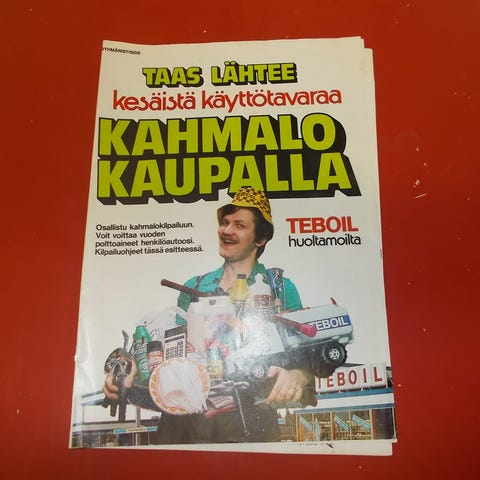 RYHMÄRISTISIDE
TAAS LÄHTEE
kesäistä käyttötavaraa
KAHMALO
KAUPALLA
Osallistu kahmalokilpailuun.
Voit voittaa vuoden
polttoaineet henkilöautoosi.
Kilpailuohjeet tässä esitteessä.
TEBOIL
huoltamoilta
TEBOIL
TEBOIL